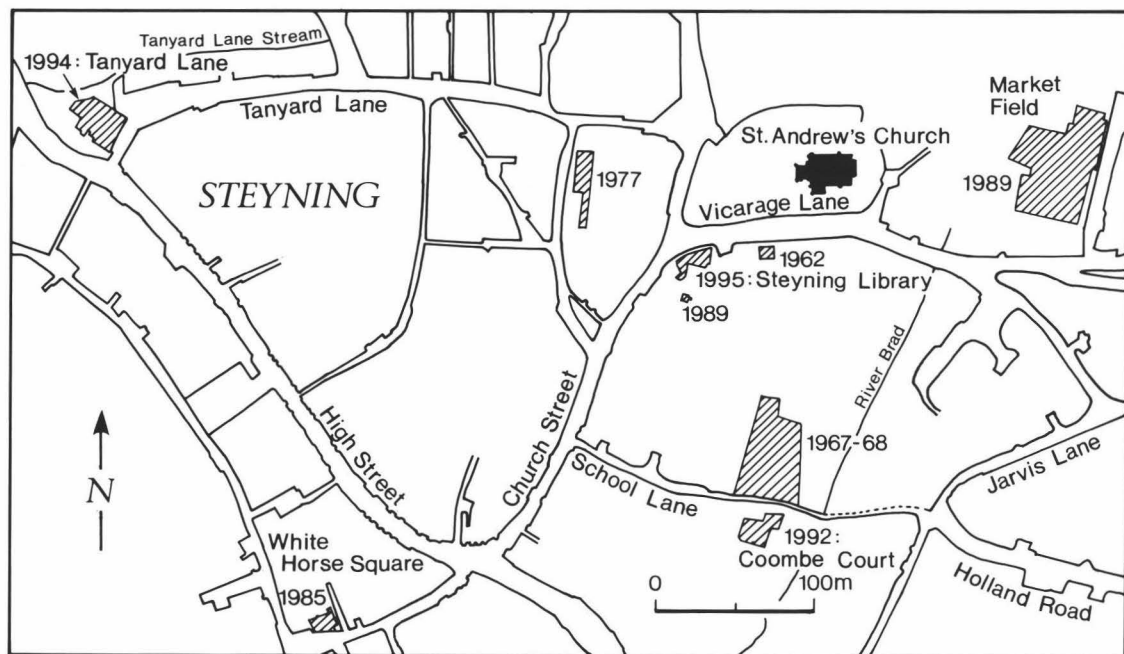 Tanyard Lane Stream
1994: Tanyard Lane
Tanyard Lane
STEYNING
1977
St. Andrew's Church
Vicarage Lane
Market
Field
1989
1962
1995: Steyning Library
1989
River Brad
High Street
Church Street
School Lane
1967-68
Jarvis Lane
1992:
Coombe Court
Holland Road
White
Horse Square
1985
N
0 100m